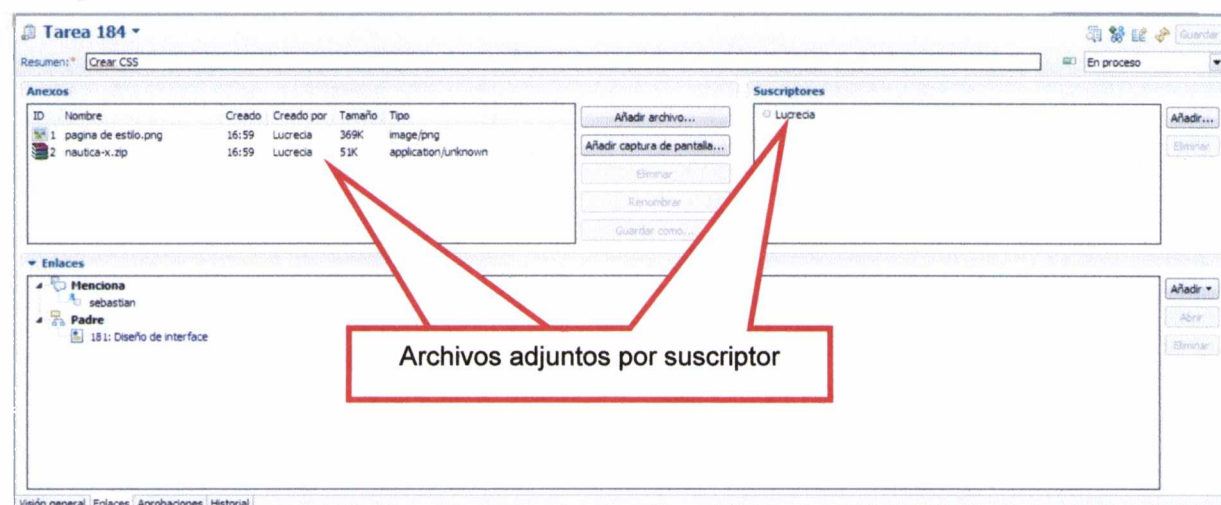 Tarea 184
Guardar
Resumen:* Crear CSS En proceso
Anexos
ID Nombre Creado Creado por Tamaño Tipo
1 pagina de estilo.png 16:59 Lucrecia 369K image/png
2 nautica-x.zip 16:59 Lucrecia 51K application/unknown
Añadir archivo...
Añadir captura de pantalla...
Eliminar
Renombrar
Guardar como...
Suscriptores
Lucrecia
Añadir...
Eliminar
Enlaces
Menciona
sebastian
Padre
181: Diseño de interface
Añadir
Abrir
Eliminar
Archivos adjuntos por suscriptor
Visión general Enlaces Aprobaciones Historial